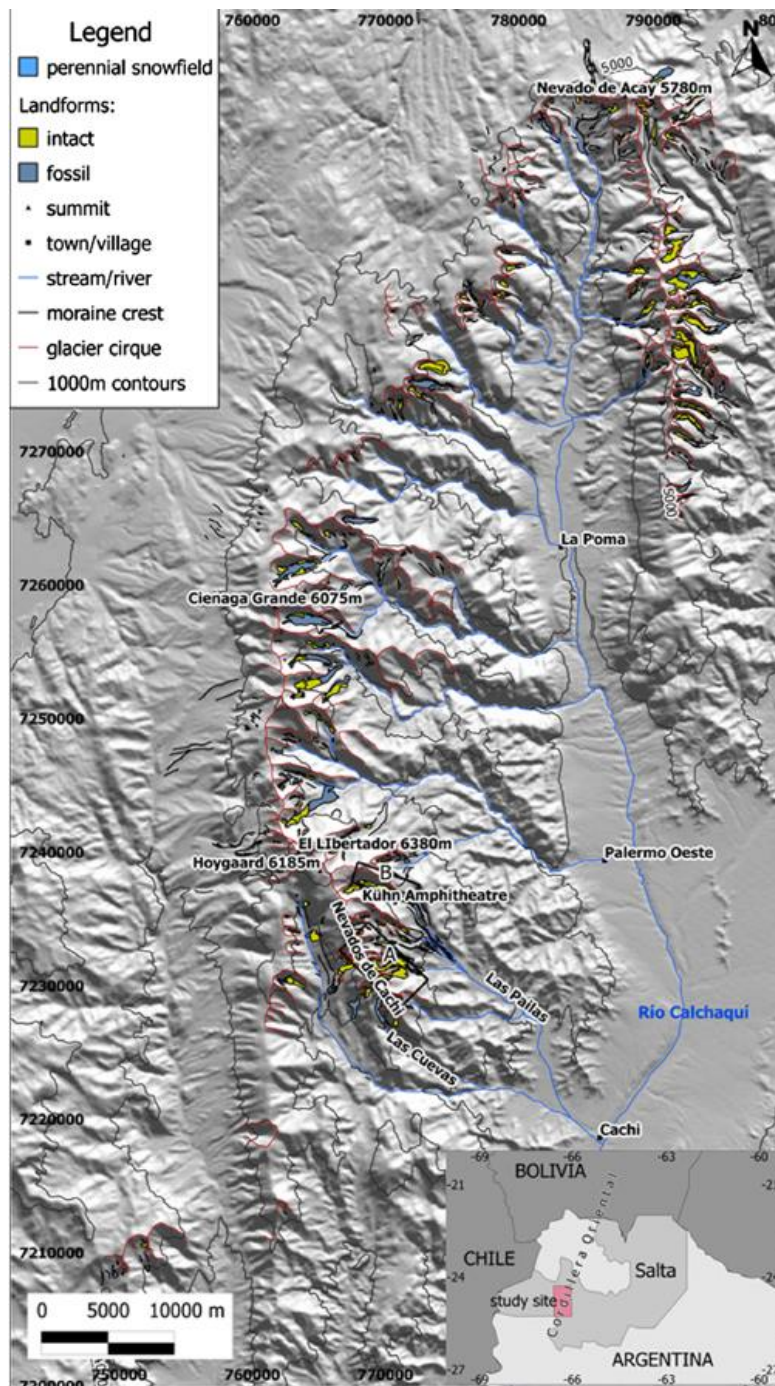 760000 770000 780000 790000 80
Legend
perennial snowfield
Landforms:
intact
fossil
summit
town/village
stream/river
moraine crest
glacier cirque
1000m contours
N
5000
Nevado de Acay 5780m
7270000
5000
La Poma
7260000
Cienaga Grande 6075m
7250000
7240000
El LIbertador 6380m
Hoygaard 6185m
Palermo Oeste
B
Kühn Amphitheatre
Nevados de Cachi
A
7230000
Las Pailas
Río Calchaquí
Las Cuevas
7220000
Cachi
-69 -66 -63 -60
BOLIVIA
-21 -21
CHILE
Cordillera Oriental
Salta
-24 -24
study site
ARGENTINA
-27 -27
-69 -66 -63 -60
7210000
0 5000 10000 m
750000 760000 770000